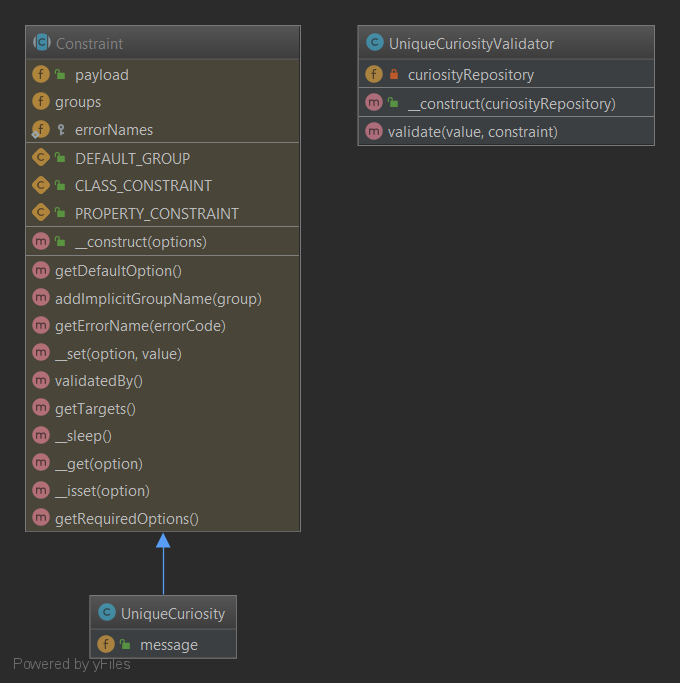 Constraint
payload
groups
errorNames
DEFAULT_GROUP
CLASS_CONSTRAINT
PROPERTY_CONSTRAINT
__construct(options)
getDefaultOption()
addImplicitGroupName(group)
getErrorName(errorCode)
__set(option, value)
validatedBy()
getTargets()
__sleep()
__get(option)
__isset(option)
getRequiredOptions()
UniqueCuriosityValidator
curiosityRepository
__construct(curiosityRepository)
validate(value, constraint)
UniqueCuriosity
message
Powered by yFiles